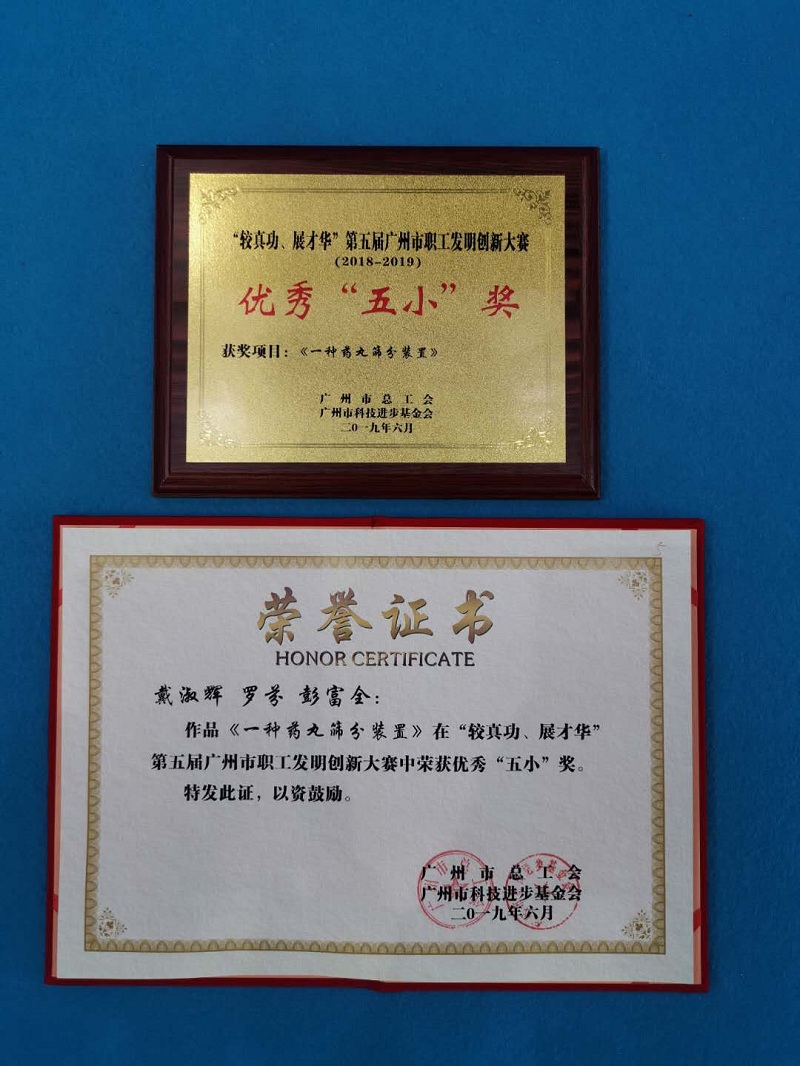 “较真功、展才华”第五届广州市职工发明创新大赛
(2018-2019)
优秀“五小”奖
获奖项目：《一种药丸筛分装置》
广州市总工会
广州市科技进步基金会
二0一九年六月
荣誉证书
HONOR CERTIFICATE
戴淑辉 罗芬 彭富全：
作品《一种药丸筛分装置》在“较真功、展才华”
第五届广州市职工发明创新大赛中荣获优秀“五小”奖。
特发此证，以资鼓励。
广州市总工会
广州市科技进步基金会
二0一九年六月